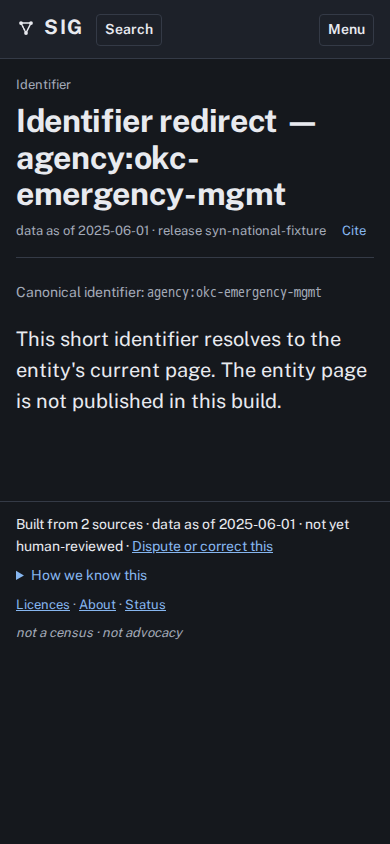 SIG Search Menu
Identifier
Identifier redirect —
agency:okc-
emergency-mgmt
data as of 2025-06-01 · release syn-national-fixture Cite
Canonical identifier: agency:okc-emergency-mgmt
This short identifier resolves to the
entity's current page. The entity page
is not published in this build.
Built from 2 sources · data as of 2025-06-01 · not yet
human-reviewed · Dispute or correct this
How we know this
Licences · About · Status
not a census · not advocacy